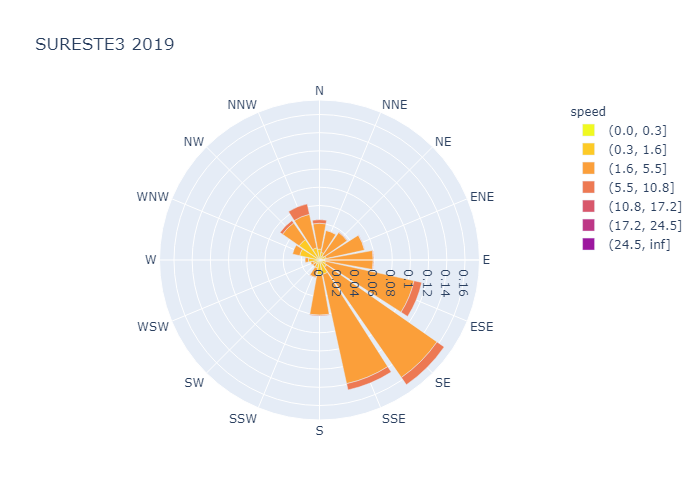 SURESTE3 2019
N
NNE
NE
ENE
E
ESE
SE
SSE
S
SSW
SW
WSW
W
WNW
NW
NNW
0
0.02
0.04
0.06
0.08
0.1
0.12
0.14
0.16
speed
(0.0, 0.3]
(0.3, 1.6]
(1.6, 5.5]
(5.5, 10.8]
(10.8, 17.2]
(17.2, 24.5]
(24.5, inf]